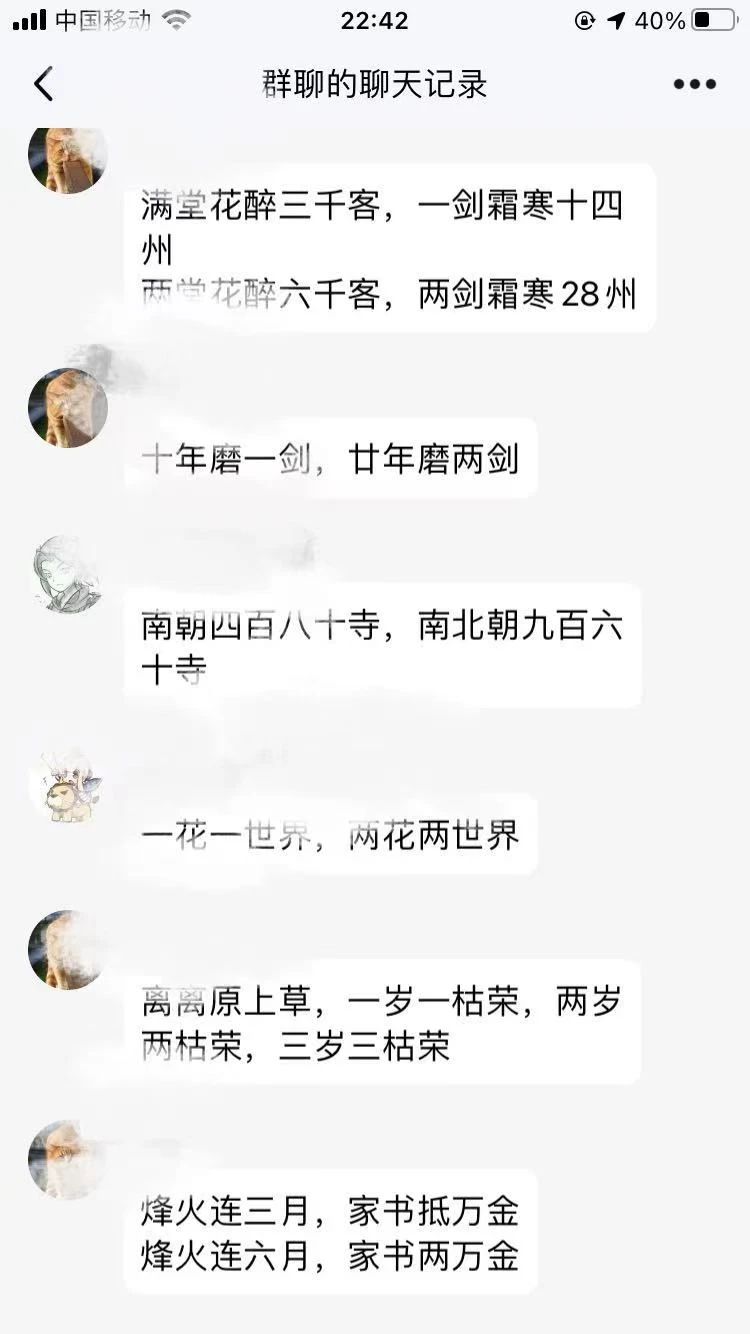 中国移动
22:42
40%
群聊的聊天记录
满堂花醉三千客，一剑霜寒十四
州
两堂花醉六千客，两剑霜寒28州
十年磨一剑，廿年磨两剑
南朝四百八十寺，南北朝九百六
十寺
一花一世界，两花两世界
离离原上草，一岁一枯荣，两岁
两枯荣，三岁三枯荣
烽火连三月，家书抵万金
烽火连六月，家书两万金